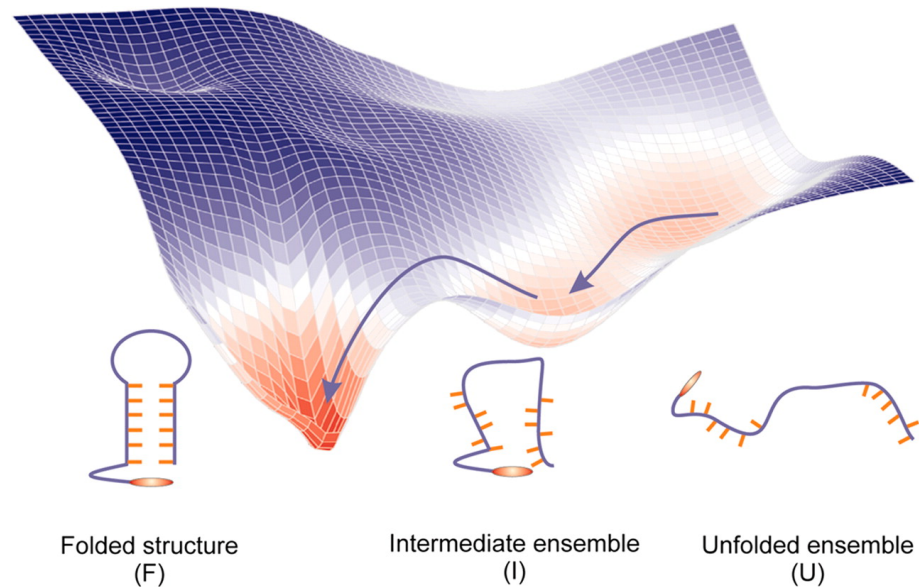 Folded structure
(F)
Intermediate ensemble
(I)
Unfolded ensemble
(U)